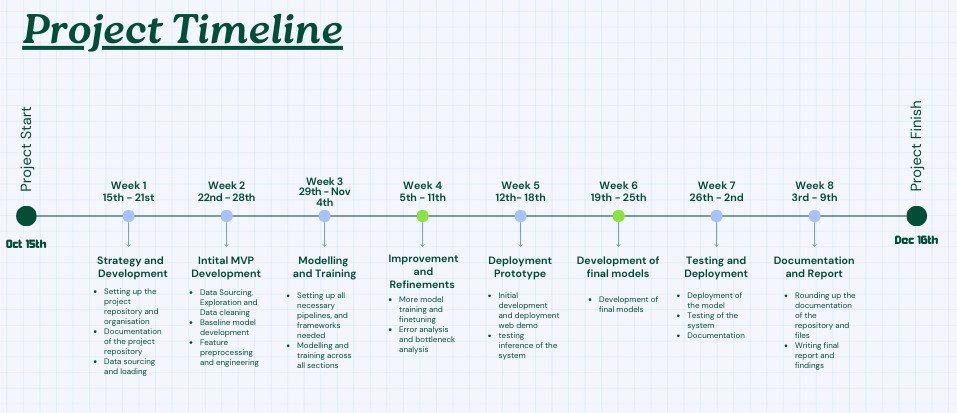 Project Timeline
Project Start
Oct 15th
Week 1
15th - 21st
Strategy and
Development
• Setting up the
project
repository and
organisation
• Documentation
of the project
repository
• Data sourcing
and loading
Week 2
22nd - 28th
Intital MVP
Development
• Data Sourcing,
Exploration and
Data cleaning
• Baseline model
development
• Feature
preprocessing
and engineering
Week 3
29th - Nov
4th
Modelling
and Training
• Setting up all
necessary
pipelines, and
frameworks
needed
• Modelling and
training across
all sections
Week 4
5th - 11th
Improvement
and
Refinements
• More model
training and
finetuning
• Error analysis
and bottleneck
analysis
Week 5
12th- 18th
Deployment
Prototype
• Initial
development
and deployment
web demo
• testing
inference of the
system
Week 6
19th - 25th
Development of
final models
• Development of
final models
Week 7
26th - 2nd
Testing and
Deployment
• Deployment of
the model
• Testing of the
system
• Documentation
Week 8
3rd - 9th
Documentation
and Report
• Rounding up the
documentation
of the
repository and
files
• Writing final
report and
findings
Project Finish
Dec 16th